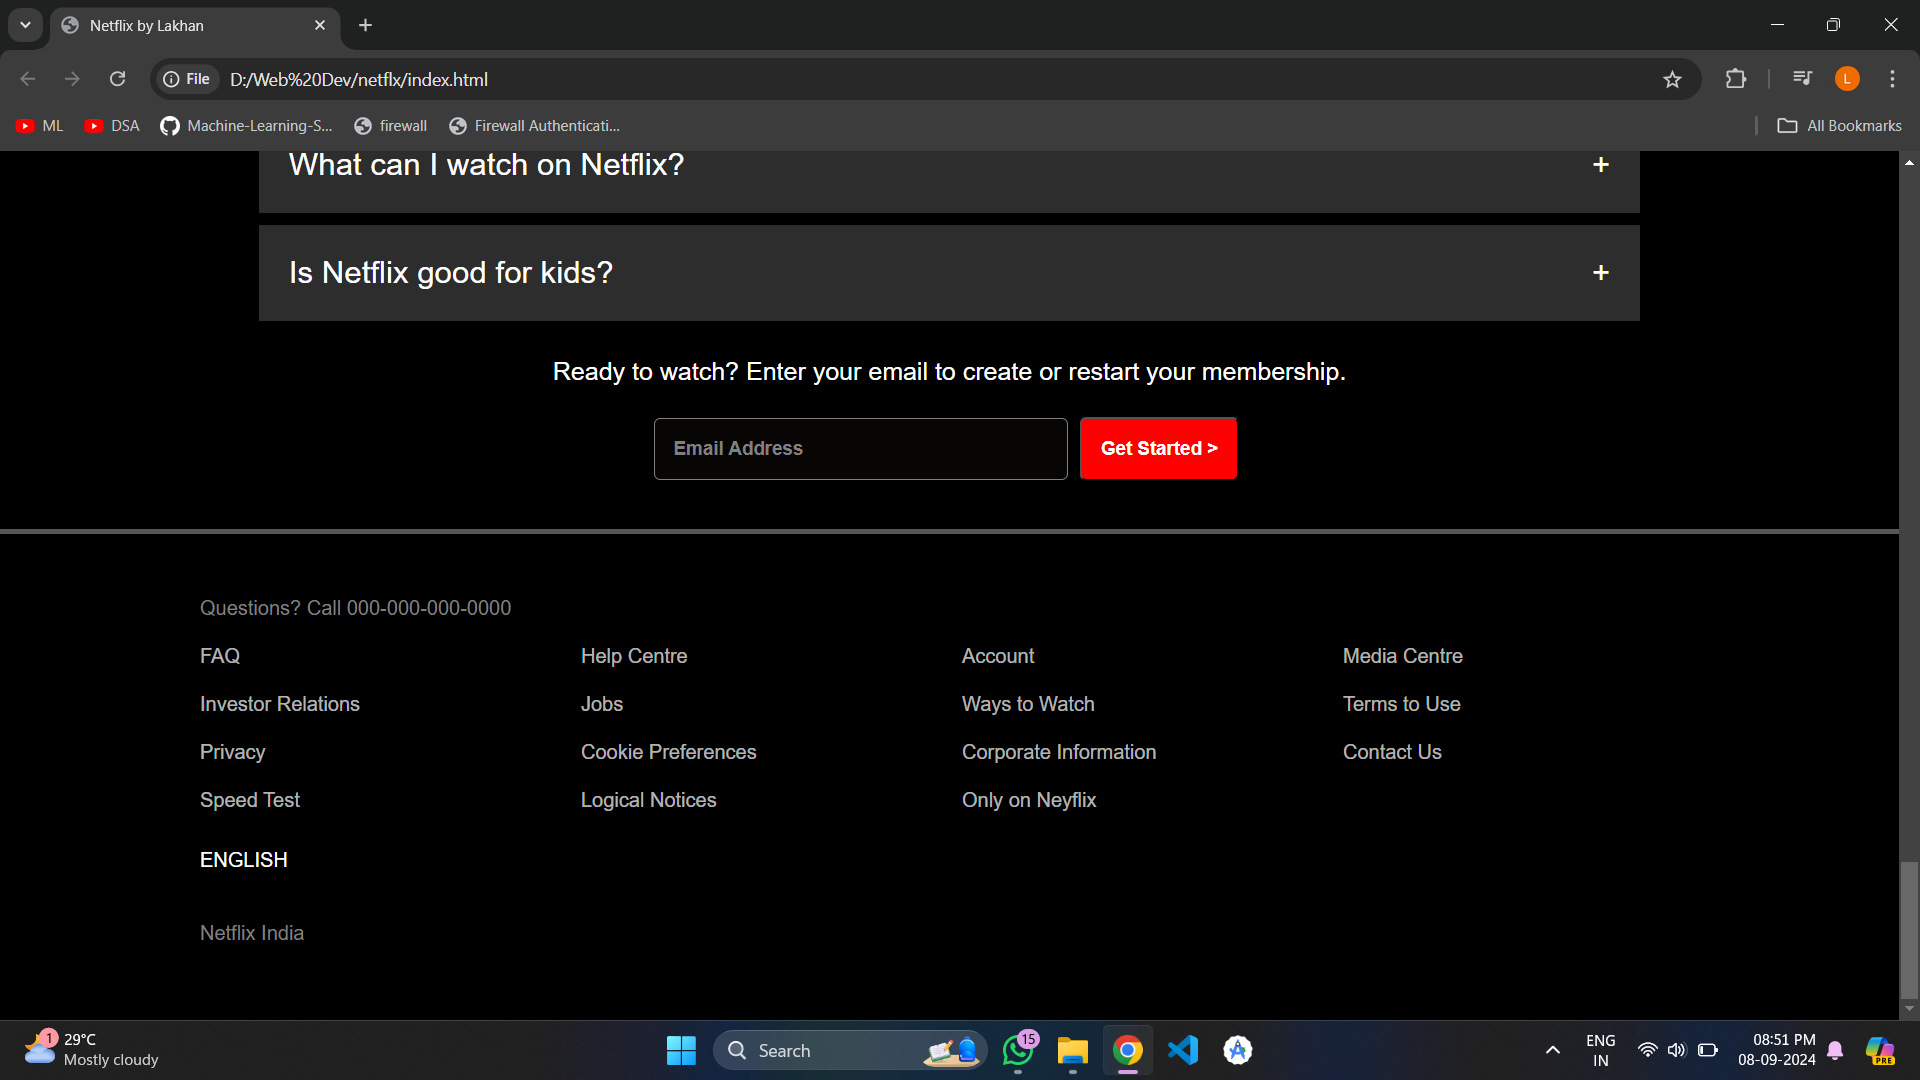 Netflix by Lakhan
File D:/Web%20Dev/netflx/index.html L
ML DSA Machine-Learning-S... firewall Firewall Authenticati... All Bookmarks
What can I watch on Netflix? +
Is Netflix good for kids? +
Ready to watch? Enter your email to create or restart your membership.
Email Address Get Started >
Questions? Call 000-000-000-0000
FAQ Help Centre Account Media Centre
Investor Relations Jobs Ways to Watch Terms to Use
Privacy Cookie Preferences Corporate Information Contact Us
Speed Test Logical Notices Only on Neyflix
ENGLISH
Netflix India
1 29°C
Mostly cloudy
Search
15
ENG
IN
08:51 PM
08-09-2024
PRE